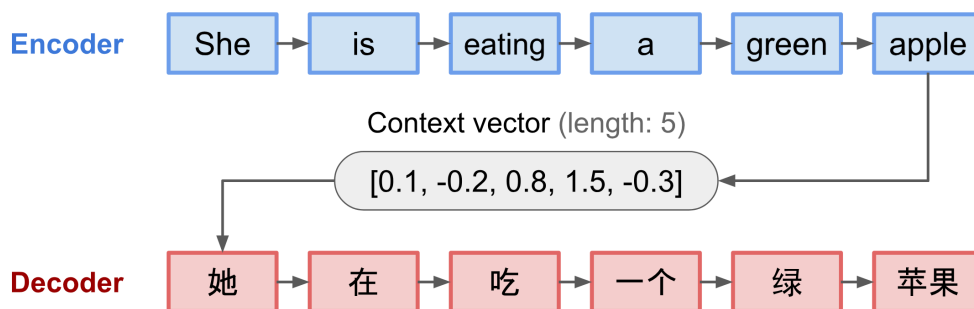 Encoder She is eating a green apple
Context vector (length: 5)
[0.1, -0.2, 0.8, 1.5, -0.3]
Decoder 她 在 吃 一个 绿 苹果